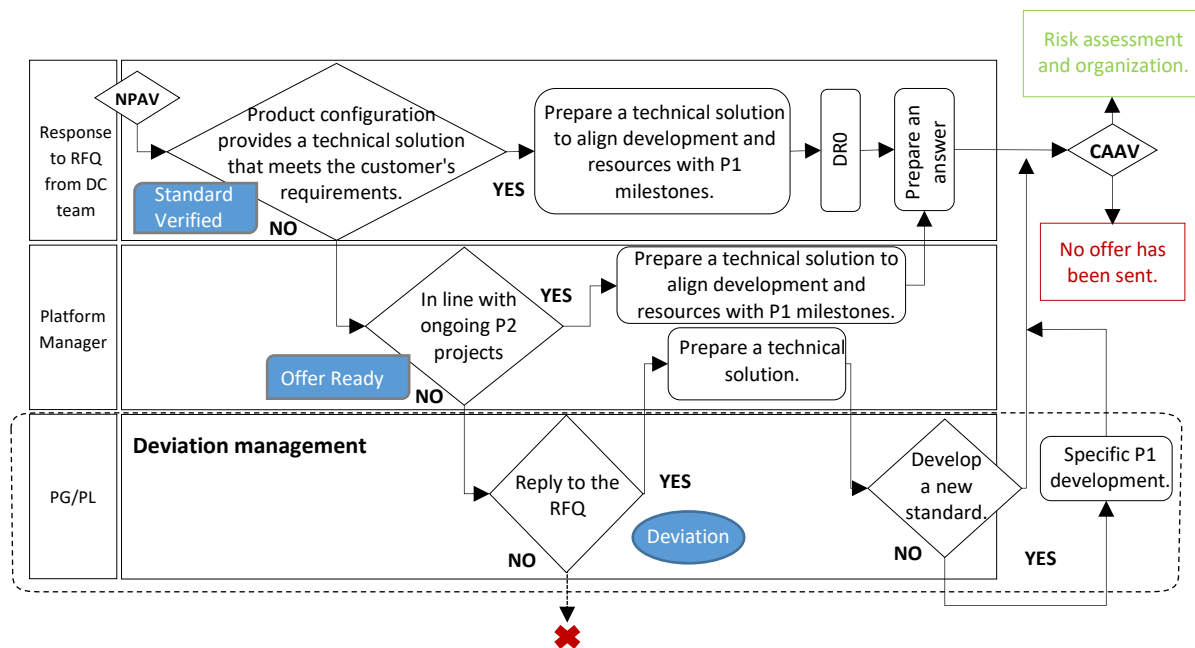 Risk assessment
and organization.
Response
to RFQ
from DC
team
NPAV
Product configuration
provides a technical solution
that meets the customer's
requirements.
Standard
Verified
NO
YES
Prepare a technical solution
to align development and
resources with P1
milestones.
DR0
Prepare an
answer
CAAV
No offer has
been sent.
Platform
Manager
In line with
ongoing P2
projects
YES
Offer Ready
NO
Prepare a technical solution to
align development and
resources with P1 milestones.
Prepare a technical
solution.
PG/PL
Deviation management
Reply to the
RFQ
YES
NO
Deviation
Develop
a new
standard.
NO
YES
Specific P1
development.